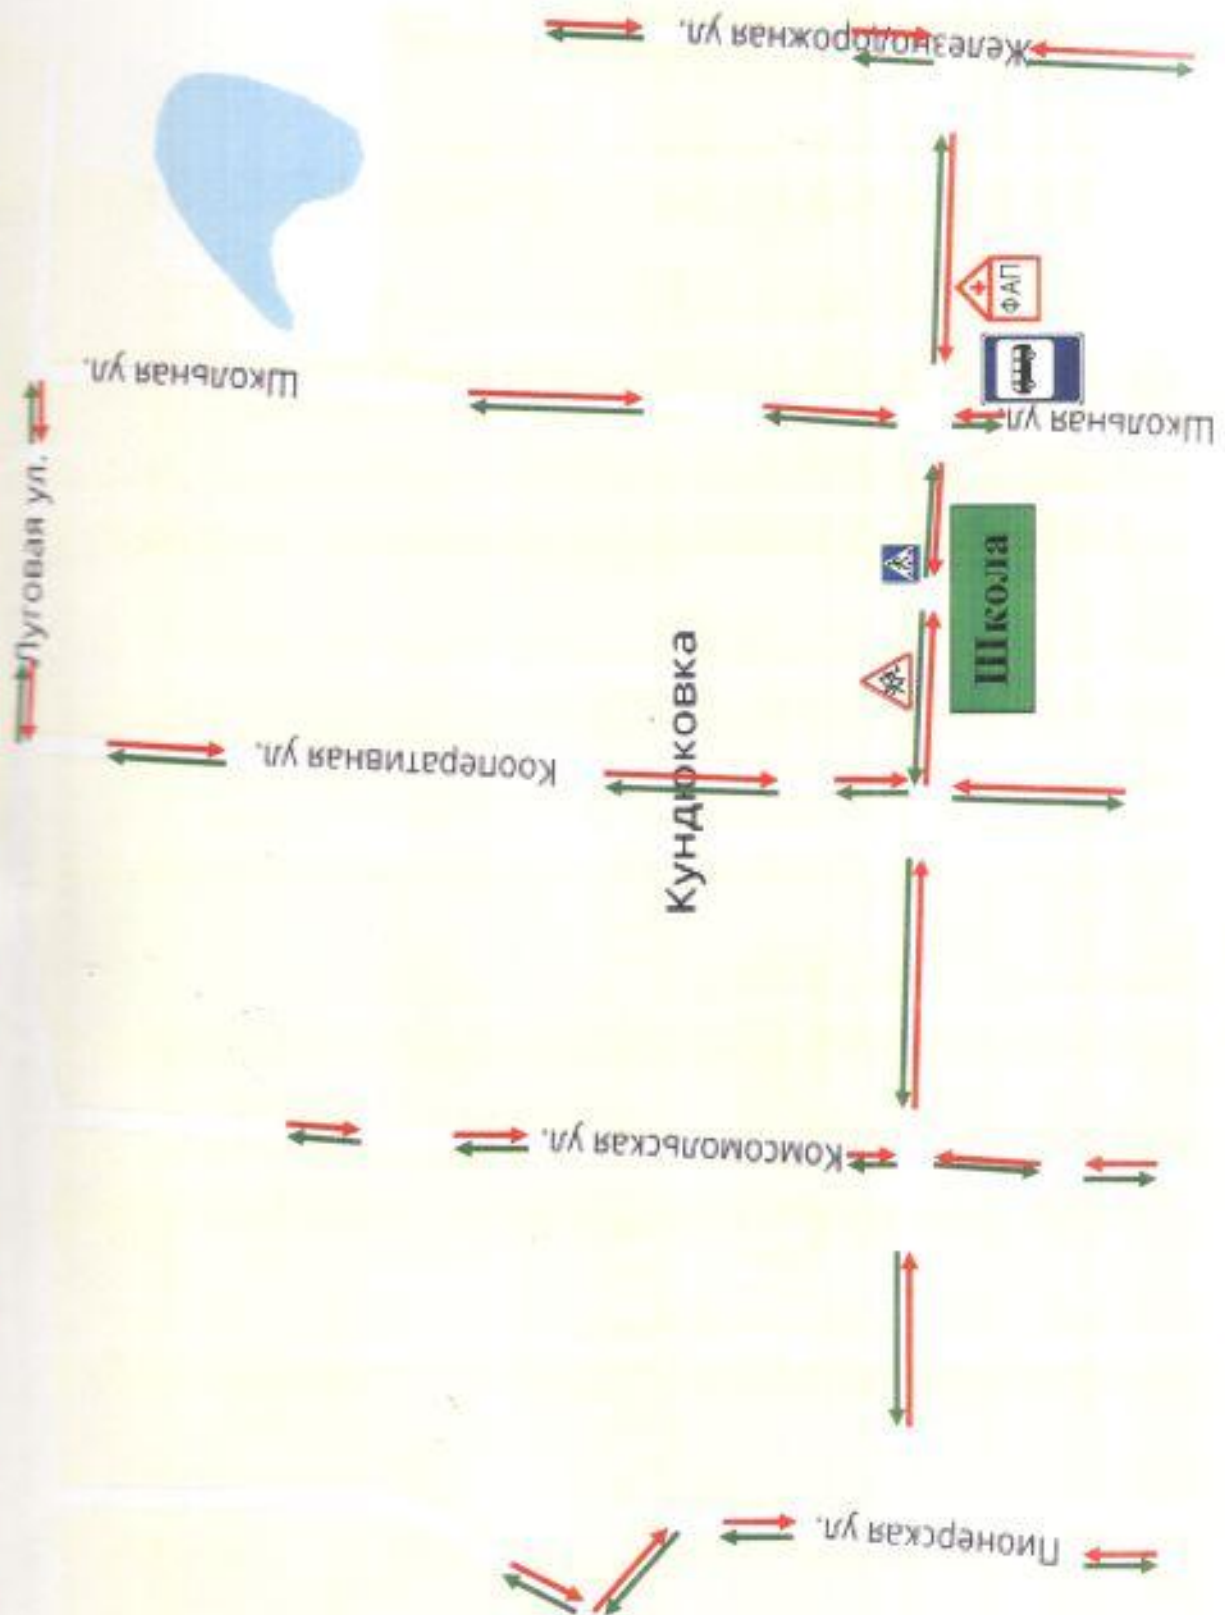 Железнодорожная ул.
ФАП
Школьная ул.
Школьная ул.
Луговая ул.
Школа
Кундюковка
Кооперативная ул.
Комсомольская ул.
Пионерская ул.